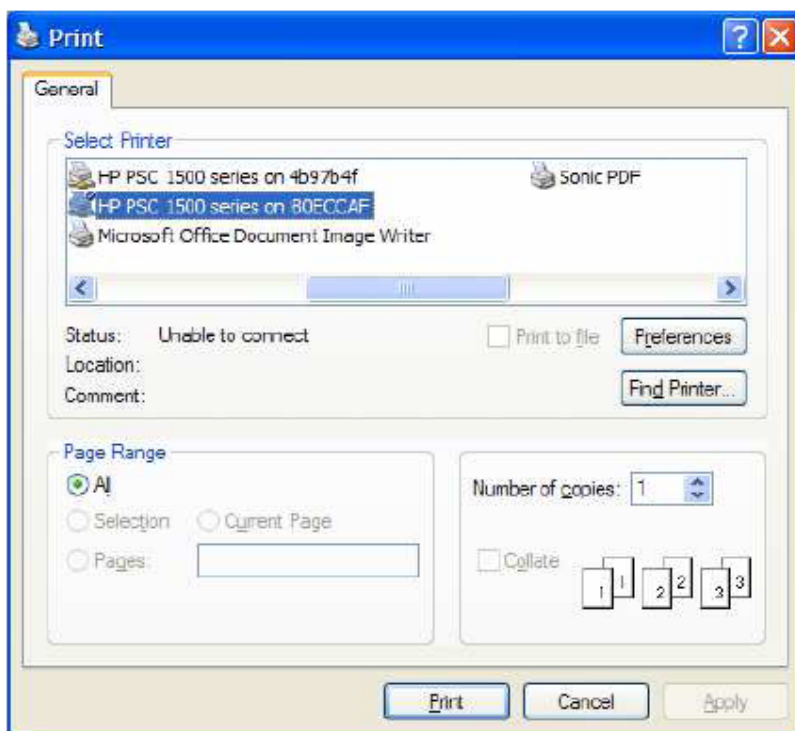 Print
General
Select Printer
HP PSC 1500 series on 4b97b4f
Sonic PDF
HP PSC 1500 series on 80ECCAF
Microsoft Office Document Image Writer
Status: Unable to connect
Print to file
Preferences
Location:
Comment:
Find Printer...
Page Range
All
Selection
Current Page
Pages:
Number of copies: 1
Collate
1 1 2 2 3 3
Print
Cancel
Apply